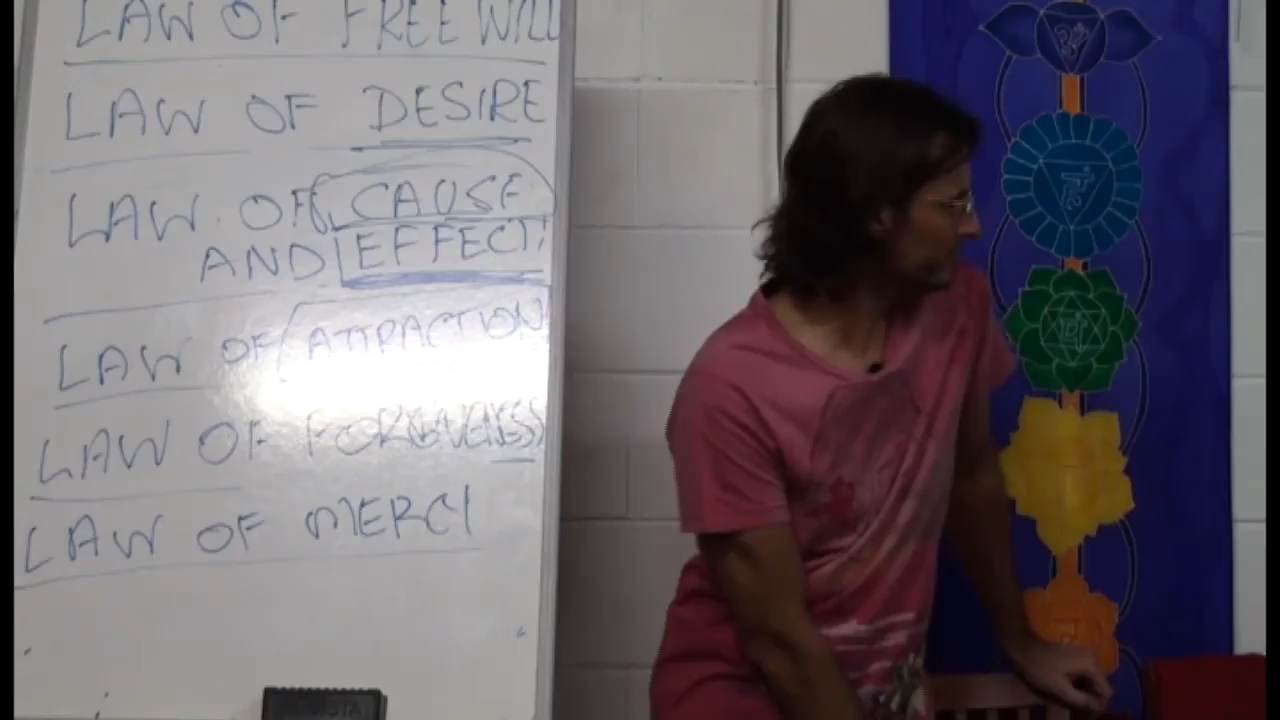 LAW OF FREE WILL
LAW OF DESIRE
LAW OF CAUSE
AND EFFECT
LAW OF ATTRACTION
LAW OF FORGIVENESS
LAW OF MERCI